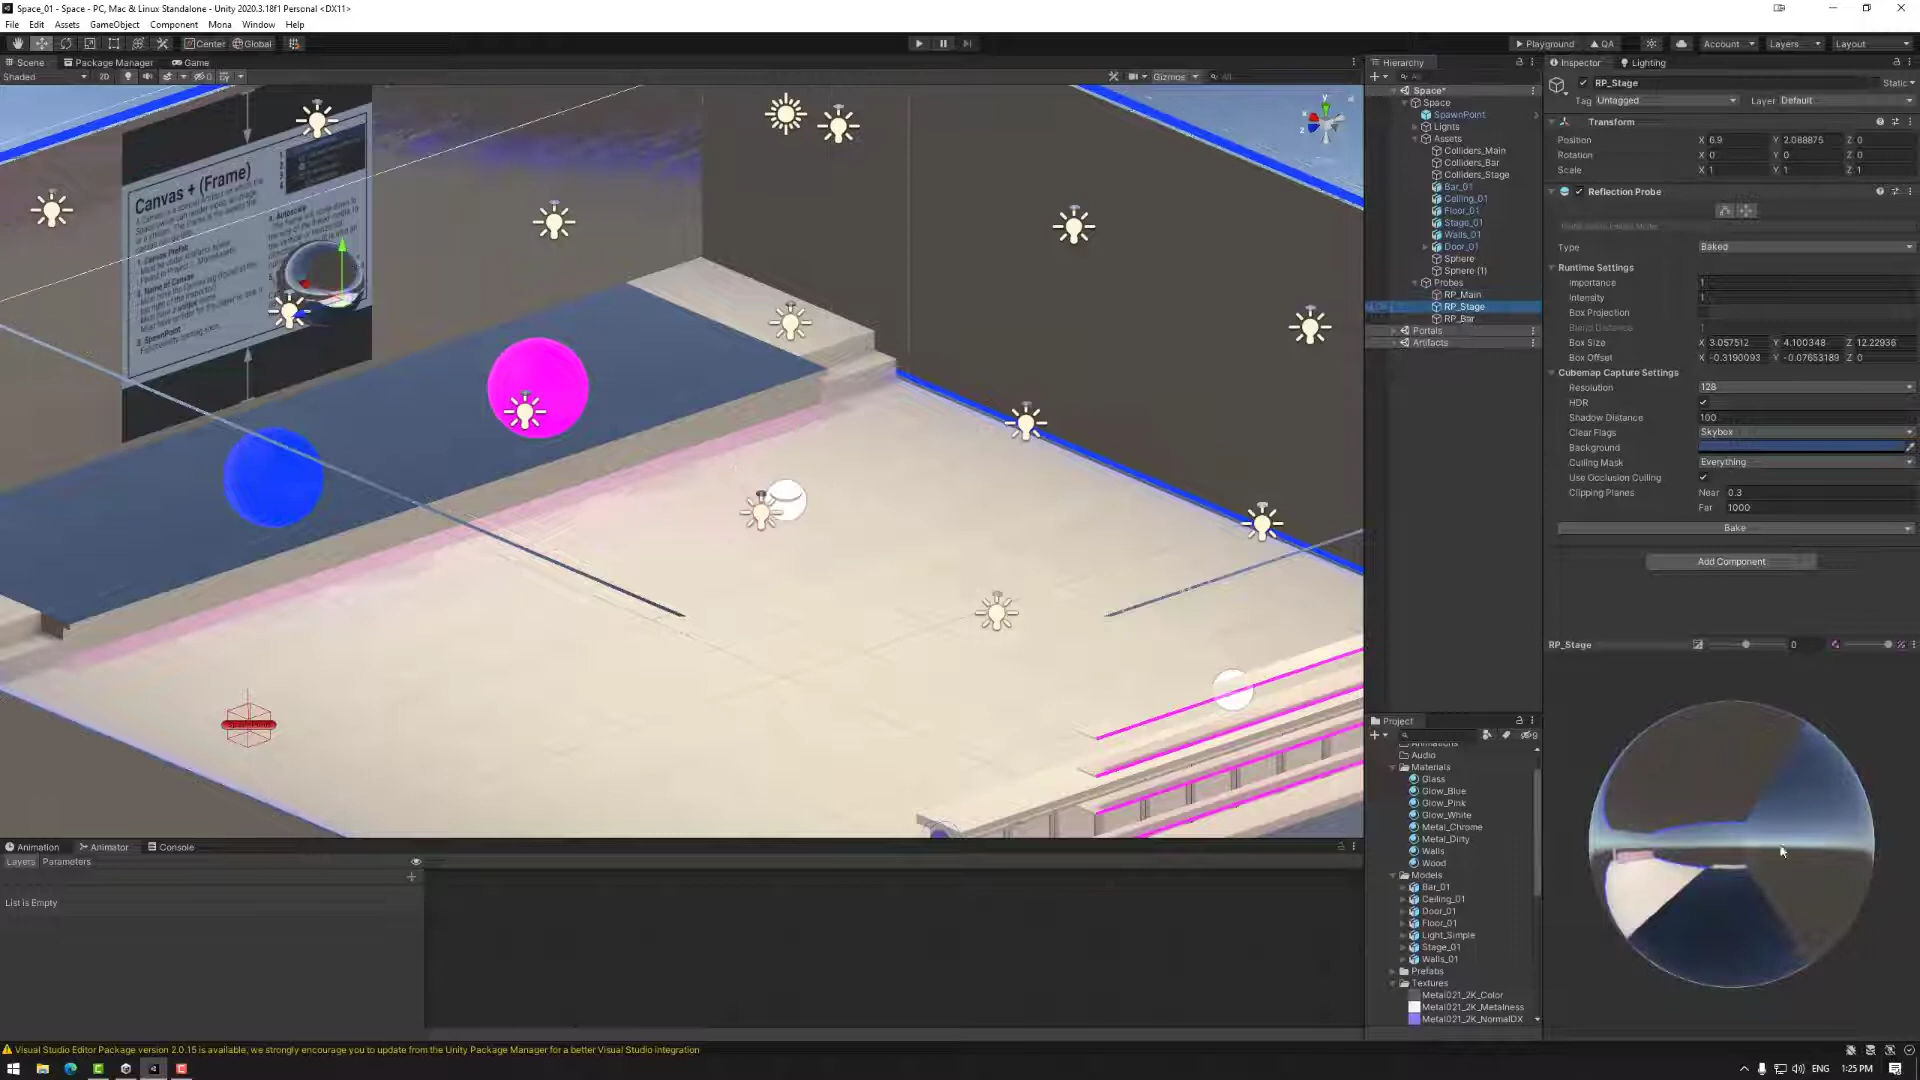 Space_01 - Space - PC, Mac & Linux Standalone - Unity 2020.3.18f1 Personal <DX11>
File Edit Assets GameObject Component Mona Window Help
Center Global
Playground QA Account Layers Layout
Scene Package Manager Game
Shaded 2D Gizmos All
Canvas + (Frame)
Animation Animator Console
Layers Parameters
List is Empty
Hierarchy
All
Space*
Space
SpawnPoint
Lights
Assets
Colliders_Main
Colliders_Bar
Colliders_Stage
Bar_01
Ceiling_01
Floor_01
Stage_01
Walls_01
Door_01
Sphere
Sphere (1)
Probes
RP_Main
RP_Stage
RP_Bar
Portals
Artifacts
Project
Animations
Audio
Materials
Glass
Glow_Blue
Glow_Pink
Glow_White
Metal_Chrome
Metal_Dirty
Walls
Wood
Models
Bar_01
Ceiling_01
Door_01
Floor_01
Light_Simple
Stage_01
Walls_01
Prefabs
Textures
Metal021_2K_Color
Metal021_2K_Metalness
Metal021_2K_NormalDX
Inspector Lighting
RP_Stage Static
Tag Untagged Layer Default
Transform
Position X 6.9 Y 2.088875 Z 0
Rotation X 0 Y 0 Z 0
Scale X 1 Y 1 Z 1
Reflection Probe
Type Baked
Runtime Settings
Importance 1
Intensity 1
Box Projection
Blend Distance 1
Box Size X 3.057512 Y 4.100348 Z 12.22936
Box Offset X -0.3190093 Y -0.07653189 Z 0
Cubemap Capture Settings
Resolution 128
HDR
Shadow Distance 100
Clear Flags Skybox
Background
Culling Mask Everything
Use Occlusion Culling
Clipping Planes Near 0.3
Far 1000
Bake
Add Component
RP_Stage 0
Visual Studio Editor Package version 2.0.15 is available, we strongly encourage you to update from the Unity Package Manager for a better Visual Studio integration
ENG 1:25 PM